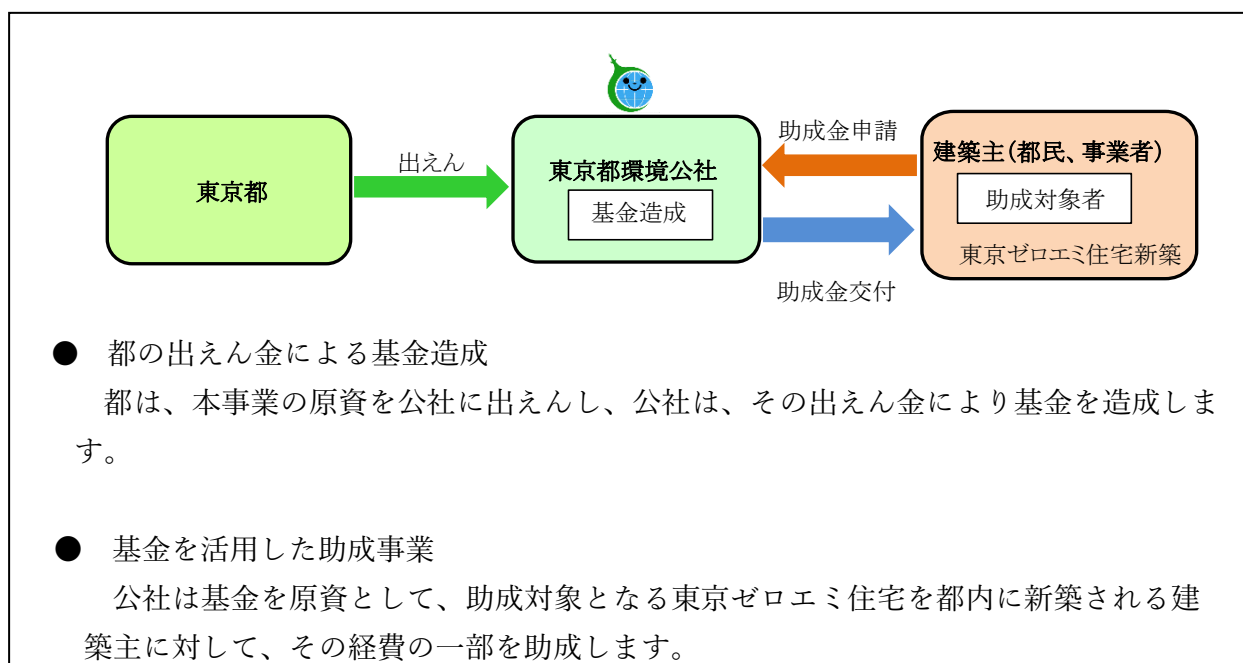 助成金申請
出えん
建築主(都民、事業者)
東京都
東京都環境公社
基金造成
助成対象者
東京ゼロエミ住宅新築
助成金交付
● 都の出えん金による基金造成
都は、本事業の原資を公社に出えんし、公社は、その出えん金により基金を造成しま
す。
● 基金を活用した助成事業
公社は基金を原資として、助成対象となる東京ゼロエミ住宅を都内に新築される建
築主に対して、その経費の一部を助成します。